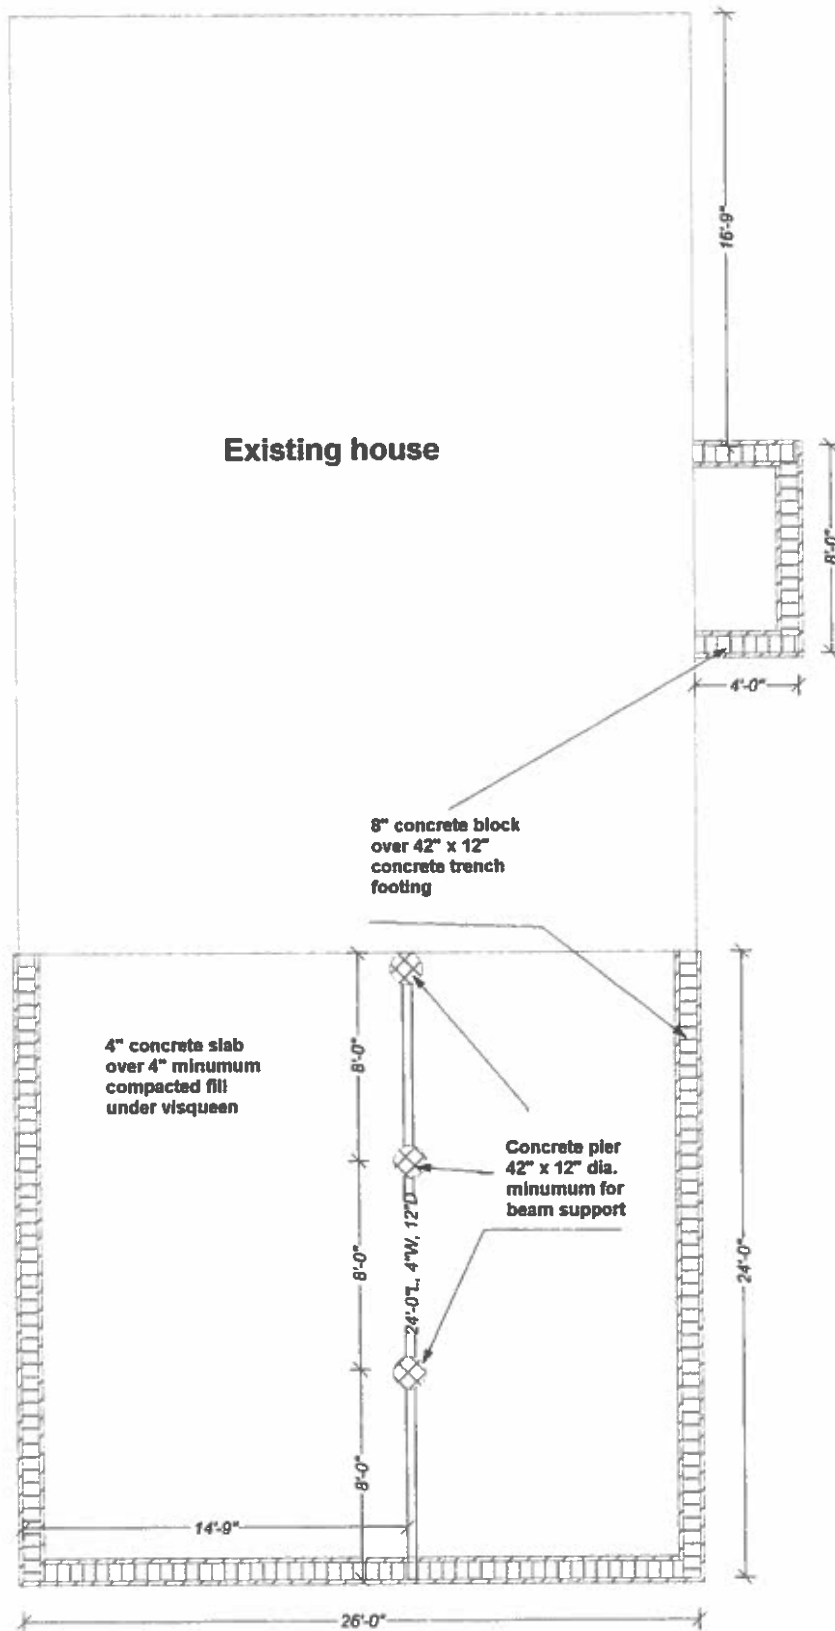 16'-9"
Existing house
8'-0"
4'-0"
8" concrete block
over 42" x 12"
concrete trench
footing
4" concrete slab
over 4" minumum
compacted fill
under visqueen
8'-0"
Concrete pier
42" x 12" dia.
minumum for
beam support
24'-0"L, 4"W, 12"D
8'-0"
24'-0"
8'-0"
14'-9"
26'-0"